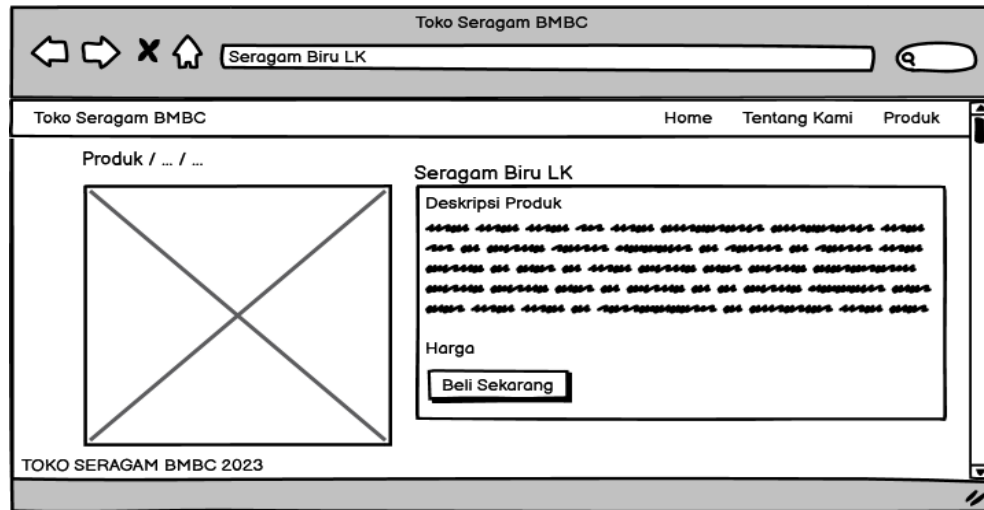 Toko Seragam BMBC
Seragam Biru LK
Toko Seragam BMBC Home Tentang Kami Produk
Produk / ... / ...
Seragam Biru LK
Deskripsi Produk
Harga
Beli Sekarang
TOKO SERAGAM BMBC 2023